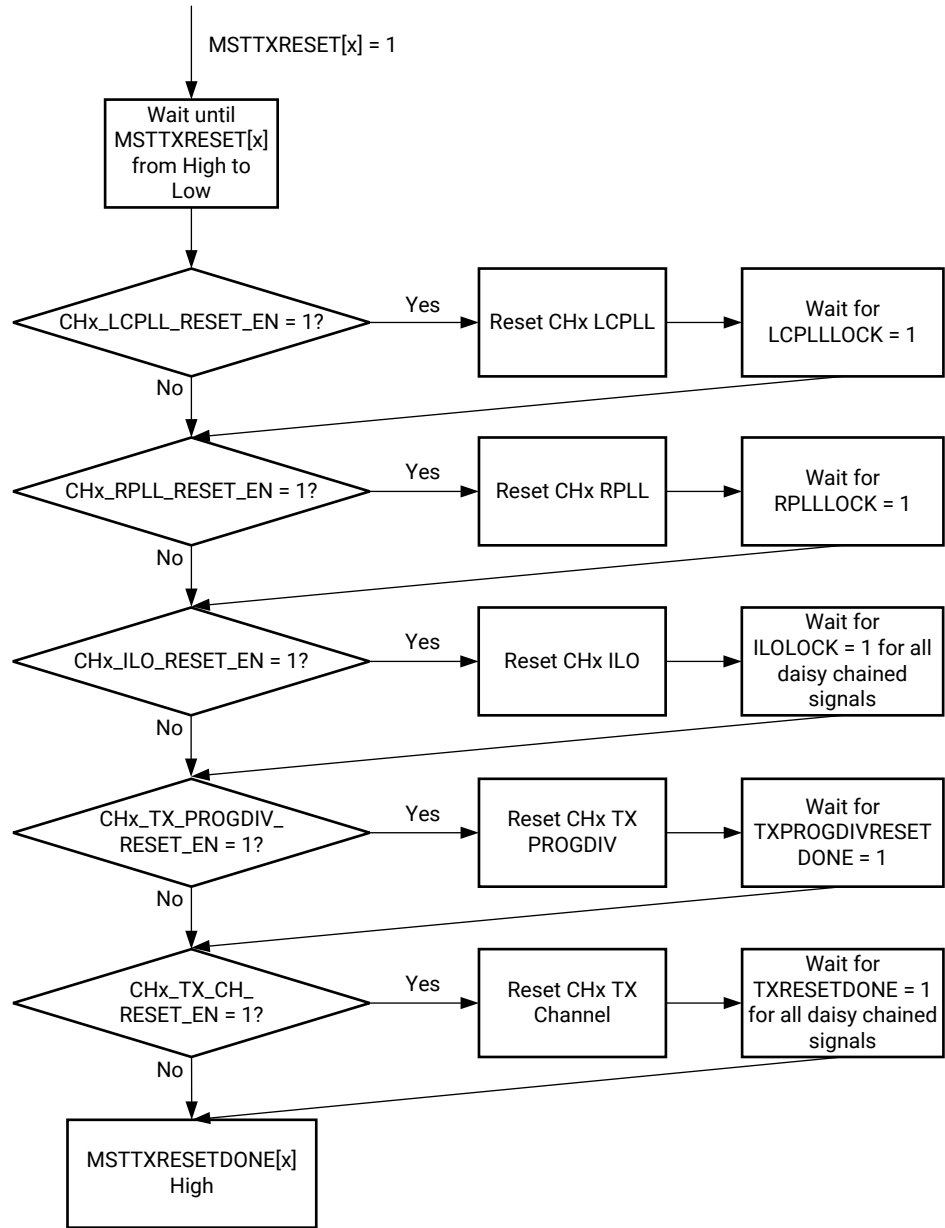 MSTTXRESET[x] = 1
Wait until
MSTTXRESET[x]
from High to
Low
CHx_LCPLL_RESET_EN = 1?
Yes
Reset CHx LCPLL
Wait for
LCPLLLOCK = 1
No
CHx_RPLL_RESET_EN = 1?
Yes
Reset CHx RPLL
Wait for
RPLLLOCK = 1
No
CHx_ILO_RESET_EN = 1?
Yes
Reset CHx ILO
Wait for
ILOLOCK = 1 for all
daisy chained
signals
No
CHx_TX_PROGDIV_
RESET_EN = 1?
Yes
Reset CHx TX
PROGDIV
Wait for
TXPROGDIVRESET
DONE = 1
No
CHx_TX_CH_
RESET_EN = 1?
Yes
Reset CHx TX
Channel
Wait for
TXRESETDONE = 1
for all daisy chained
signals
No
MSTTXRESETDONE[x]
High